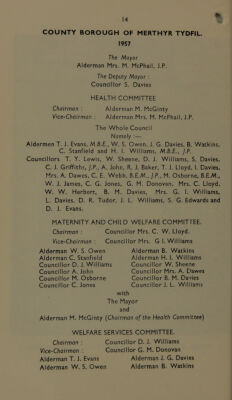 14
COUNTY BOROUGH OF MERTHYR TYDFIL.
1957
The Mayor
Alderman Mrs. M. McPhail, J.P.
The Deputy Mayor :
Councillor S. Davies
HEALTH COMMITTEE
Chairman : Alderman M. McGinty
Vice-Chairman : Alderman Mrs. M. McPhail, J.P.
The Whole Council
Namely :—
Aldermen T. J. Evans, M.B.E., W. S. Owen, J. G. Davies, B. Watkins,
C. Stanfield and H. I. Williams, M.B.E., J.P.
Councillors T. Y. Lewis, W. Sheene, D. J. Williams, S. Davies,
C. J. Griffiths, J.P., A. John, R. J. Baker, T. J. Lloyd, I. Davies,
Mrs. A. Dawes, C. E. Webb, B.E.M., J.P., M. Osborne, B.E.M.,
W. J. James, C. G. Jones, G. M. Donovan, Mrs. C. Lloyd,
W. W. Herbert, B. M. Davies, Mrs. G. I. Williams,
L. Davies, D. R. Tudor, J. L. Williams, S. G. Edwards and
D. J. Evans.
MATERNITY AND CHILD WELFARE COMMITTEE.
Chairman : Councillor Mrs. C. W. Lloyd.
Vice-Chairman : Councillor Mrs. G I. Williams
Alderman W. S. Owen Alderman B. Watkins
Alderman C. Stanfield Alderman H. I. Williams
Councillor D. J. Williams Councillor W. Sheene
Councillor A. John Councillor Mrs. A. Dawes
Councillor M. Osborne Councillor B. M. Davies
Councillor C. Jones Councillor J. L. Williams
with
The Mayor
and
Alderman M. McGinty (Chairman of the Health Committee)
WELFARE SERVICES COMMITTEE.
Chairman : Councillor D. J. Williams
Vice-Chairman : Councillor G. M. Donovan
Alderman T. J. Evans Alderman J. G. Davies
Alderman W. S. Owen Alderman B. Watkins